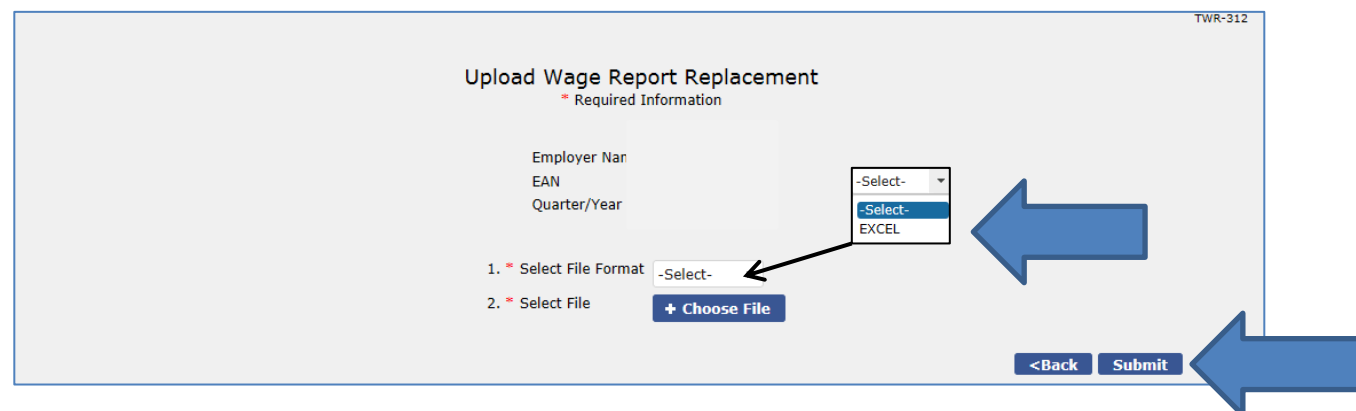 TWR-312
Upload Wage Report Replacement
* Required Information
Employer
EAN
Quarter/Year
-Select-
-Select-
EXCEL
1. * Select File Format -Select-
2. * Select File + Choose File
<Back Submit